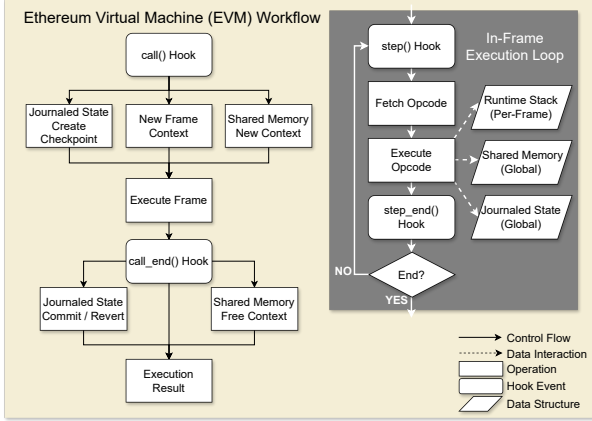 Ethereum Virtual Machine (EVM) Workflow
call() Hook
Journaled State
Create
Checkpoint
New Frame
Context
Shared Memory
New Context
Execute Frame
call_end() Hook
Journaled State
Commit / Revert
Shared Memory
Free Context
Execution
Result
In-Frame
Execution Loop
step() Hook
Fetch Opcode
Execute
Opcode
step_end()
Hook
End?
NO
YES
Runtime Stack
(Per-Frame)
Shared Memory
(Global)
Journaled State
(Global)
Control Flow
Data Interaction
Operation
Hook Event
Data Structure